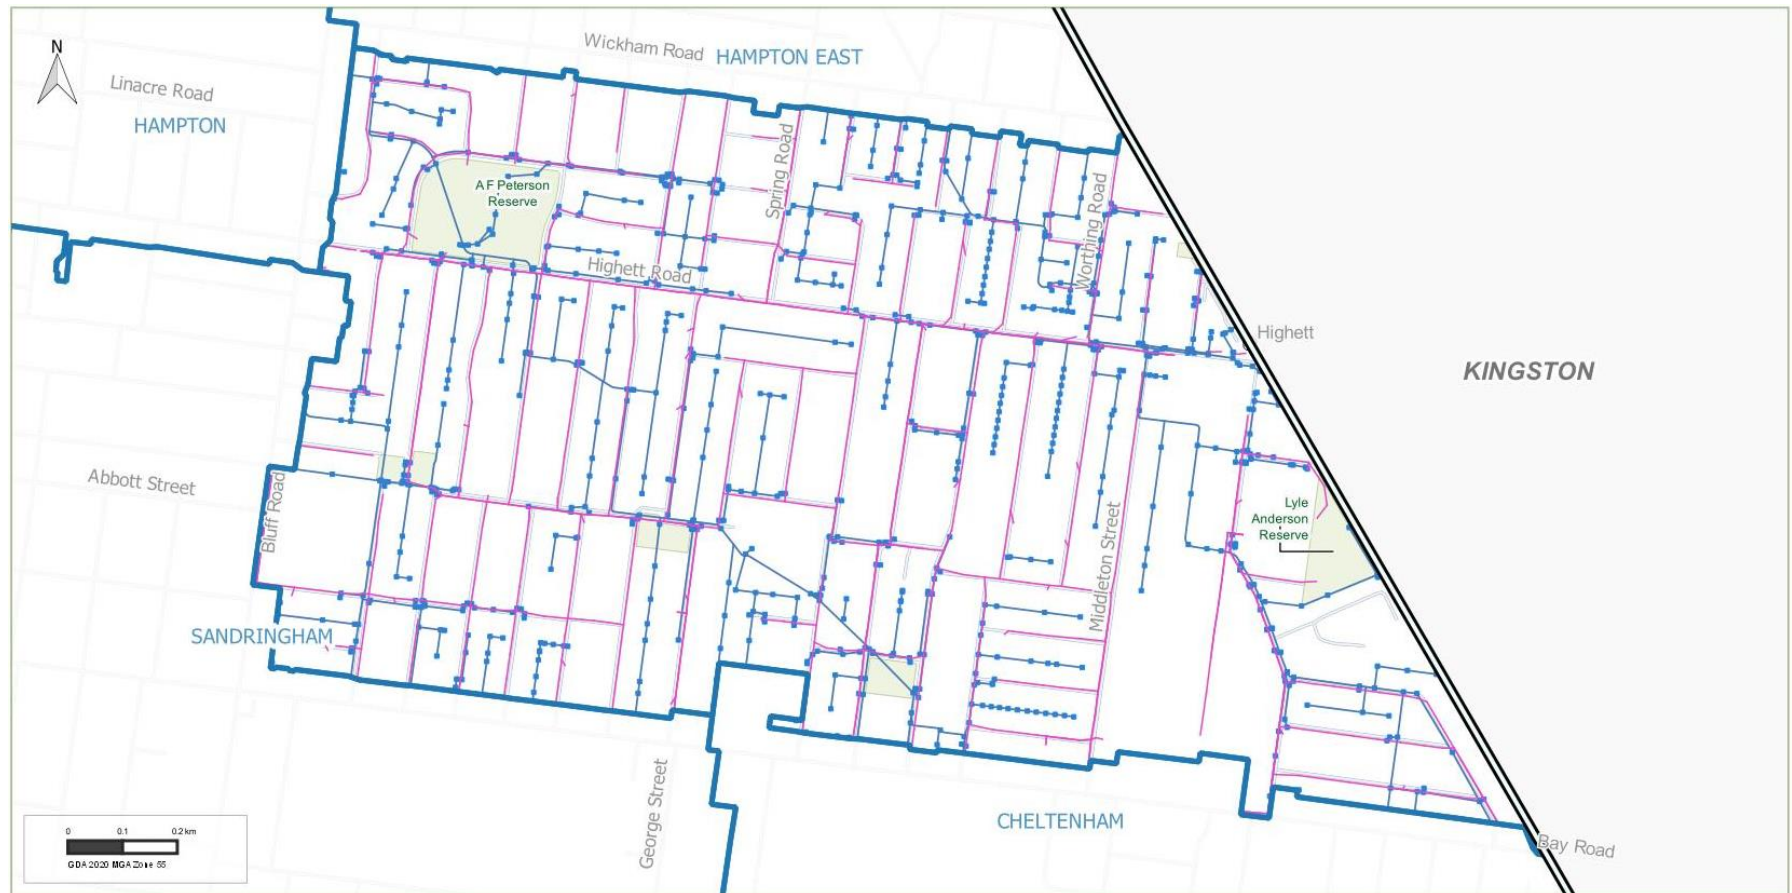 N
Wickham Road
HAMPTON EAST
Linacre Road
HAMPTON
Spring Road
A F Peterson
Reserve
Worthing Road
Highett Road
Highett
KINGSTON
Abbott Street
Bluff Road
Lyle
Anderson
Reserve
Middleton Street
SANDRINGHAM
George Street
CHELTENHAM
Bay Road
0 0.1 0.2 km
GDA 2020 MGA Zone 55